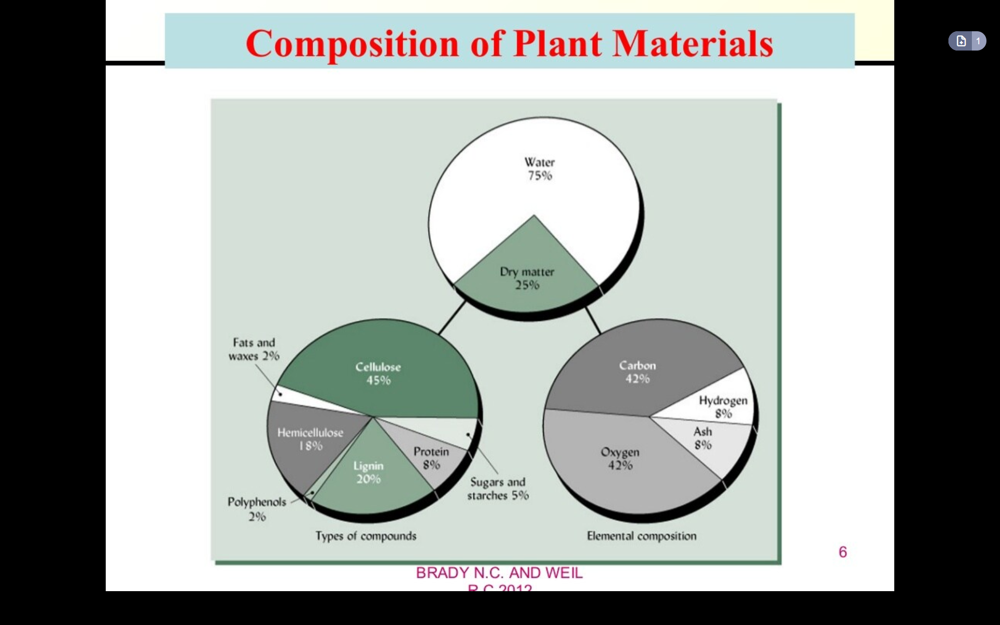 Composition of Plant Materials
1
Water
75%
Dry matter
25%
Fats and
waxes 2%
Cellulose
45%
Hemicellulose
18%
Lignin
20%
Protein
8%
Polyphenols
2%
Sugars and
starches 5%
Types of compounds
Carbon
42%
Hydrogen
8%
Ash
8%
Oxygen
42%
Elemental composition
6
BRADY N.C. AND WEIL
R.C 2012